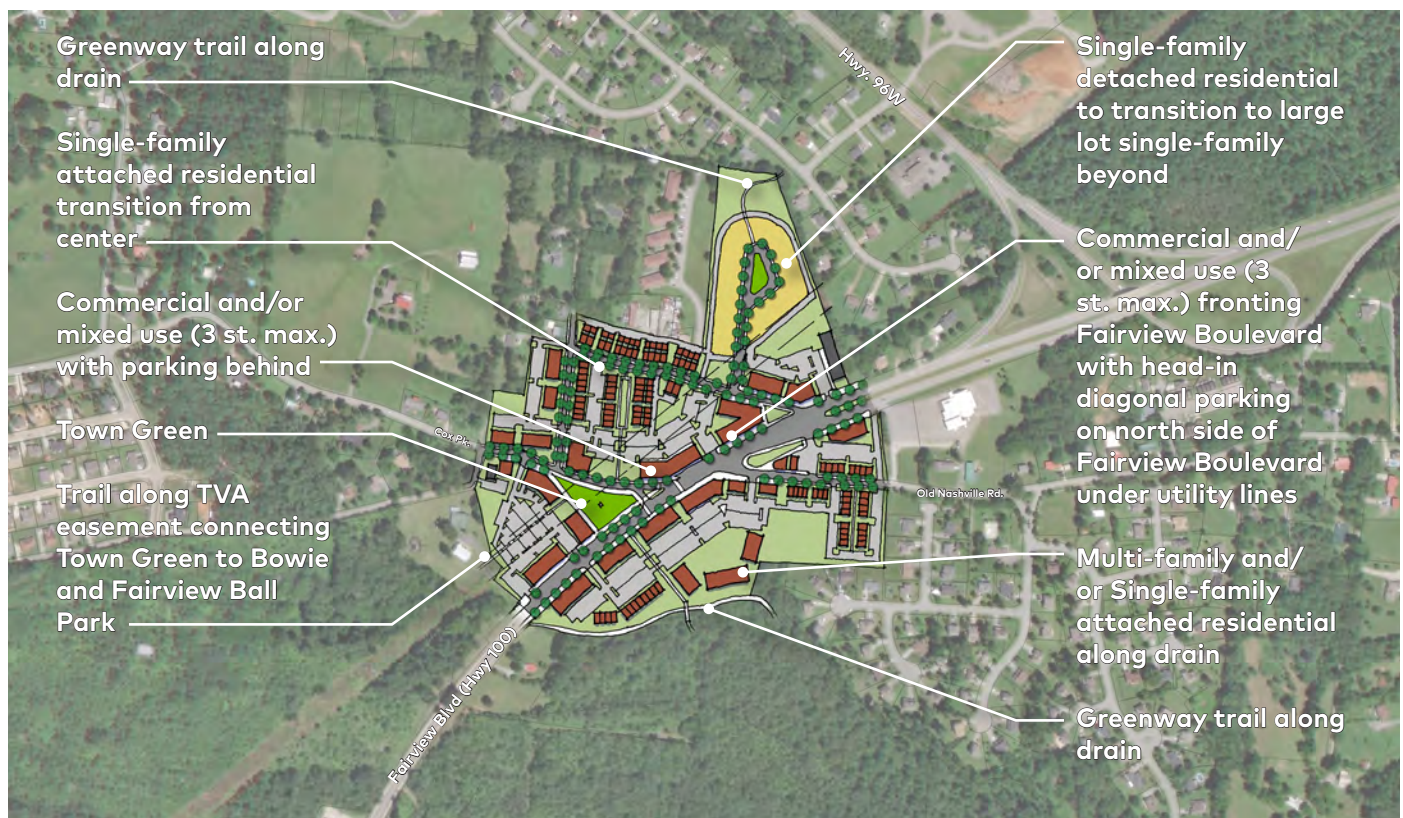 Greenway trail along
drain
Single-family
attached residential
transition from
center
Commercial and/or
mixed use (3 st. max.)
with parking behind
Town Green
Trail along TVA
easement connecting
Town Green to Bowie
and Fairview Ball
Park
Hwy. 96W
Cox Pk.
Old Nashville Rd.
Fairview Blvd (Hwy 100)
Single-family
detached residential
to transition to large
lot single-family
beyond
Commercial and/
or mixed use (3
st. max.) fronting
Fairview Boulevard
with head-in
diagonal parking
on north side of
Fairview Boulevard
under utility lines
Multi-family and/
or Single-family
attached residential
along drain
Greenway trail along
drain